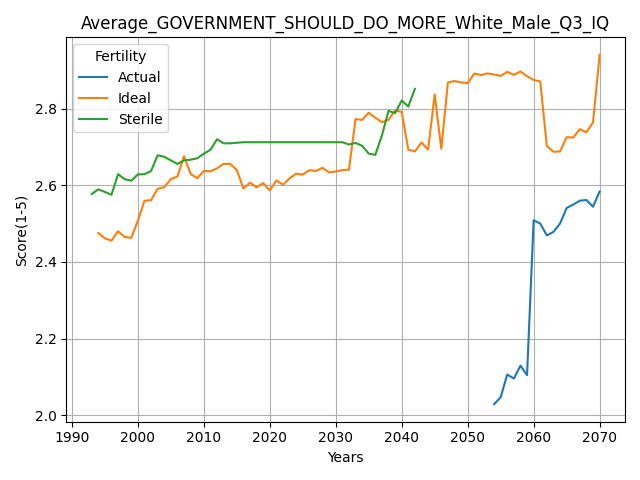 Average_GOVERNMENT_SHOULD_DO_MORE_White_Male_Q3_IQ
Fertility
Actual
Ideal
Sterile
Score(1-5)
2.8
2.6
2.4
2.2
2.0
1990 2000 2010 2020 2030 2040 2050 2060 2070
Years